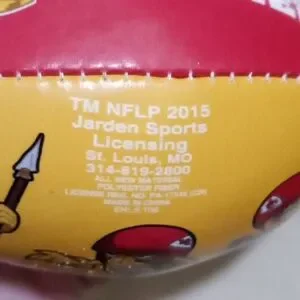 TM NFLP 2015
Jarden Sports
Licensing
St. Louis, MO
314-819-2800
ALL NEW MATERIAL
POLYESTER FIBER
MADE IN CHINA